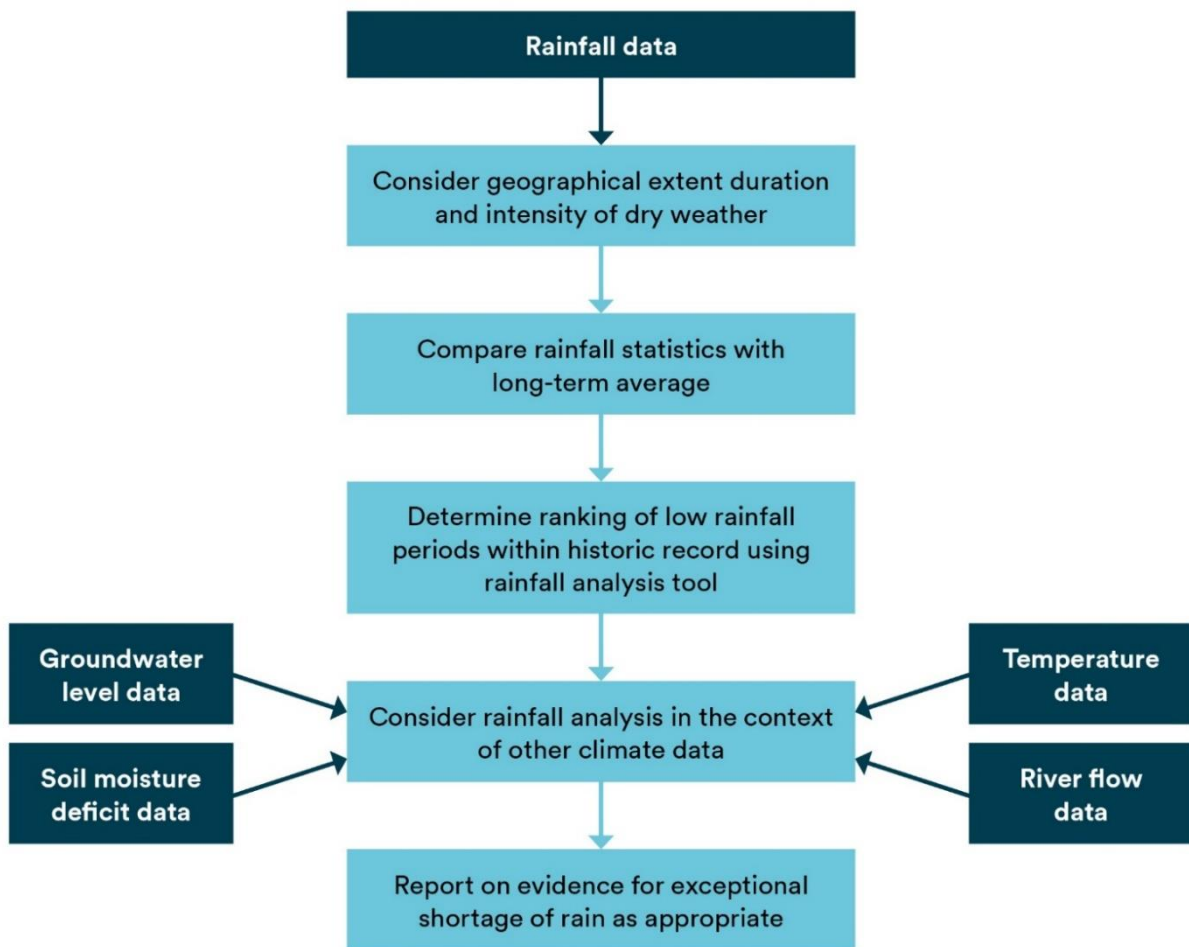 Rainfall data
Consider geographical extent duration
and intensity of dry weather
Compare rainfall statistics with
long-term average
Determine ranking of low rainfall
periods within historic record using
rainfall analysis tool
Groundwater
level data
Temperature
data
Consider rainfall analysis in the context
of other climate data
Soil moisture
deficit data
River flow
data
Report on evidence for exceptional
shortage of rain as appropriate